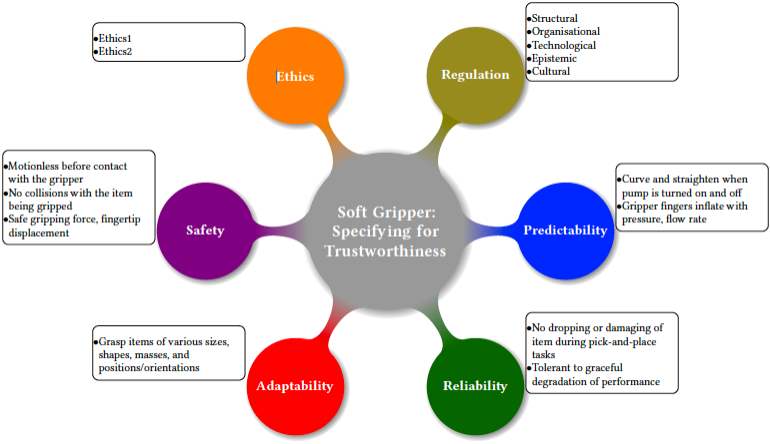 ●Ethics1
●Ethics2
Ethics
●Structural
●Organisational
●Technological
●Epistemic
●Cultural
Regulation
●Motionless before contact
with the gripper
●No collisions with the item
being gripped
●Safe gripping force, fingertip
displacement
Safety
Soft Gripper:
Specifying for
Trustworthiness
Predictability
●Curve and straighten when
pump is turned on and off
●Gripper fingers inflate with
pressure, flow rate
●Grasp items of various sizes,
shapes, masses, and
positions/orientations
Adaptability
Reliability
●No dropping or damaging of
item during pick-and-place
tasks
●Tolerant to graceful
degradation of performance